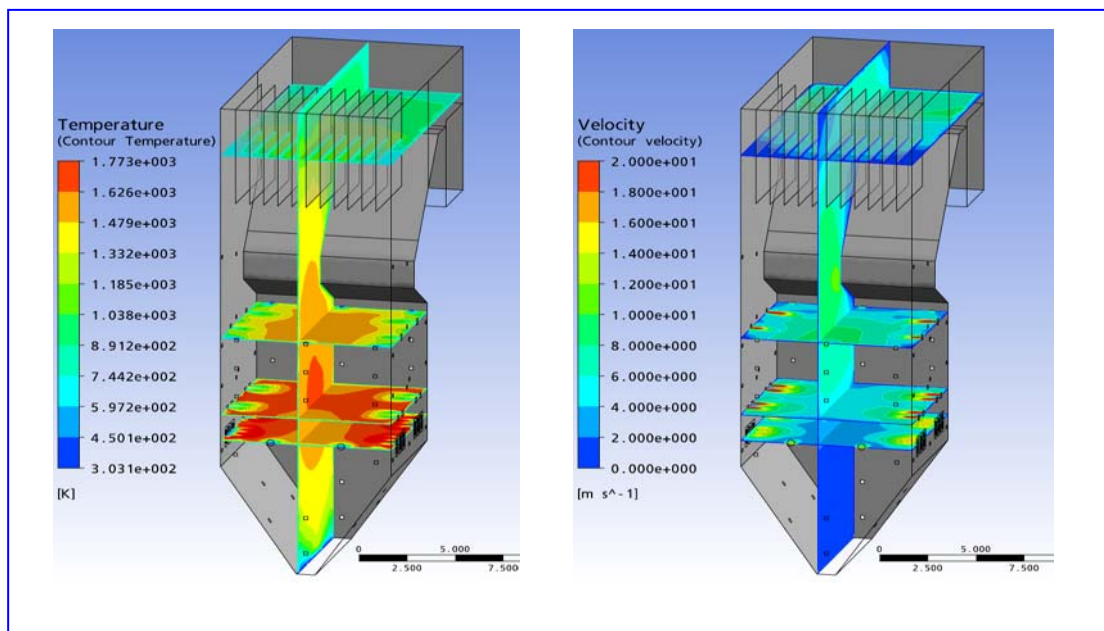 Temperature
(Contour Temperature)
1.773e+003
1.626e+003
1.479e+003
1.332e+003
1.185e+003
1.038e+003
8.912e+002
7.442e+002
5.972e+002
4.501e+002
3.031e+002
[K]
0 5.000
2.500 7.500
Velocity
(Contour velocity)
2.000e+001
1.800e+001
1.600e+001
1.400e+001
1.200e+001
1.000e+001
8.000e+000
6.000e+000
4.000e+000
2.000e+000
0.000e+000
[m s^-1]
0 5.000
2.500 7.500